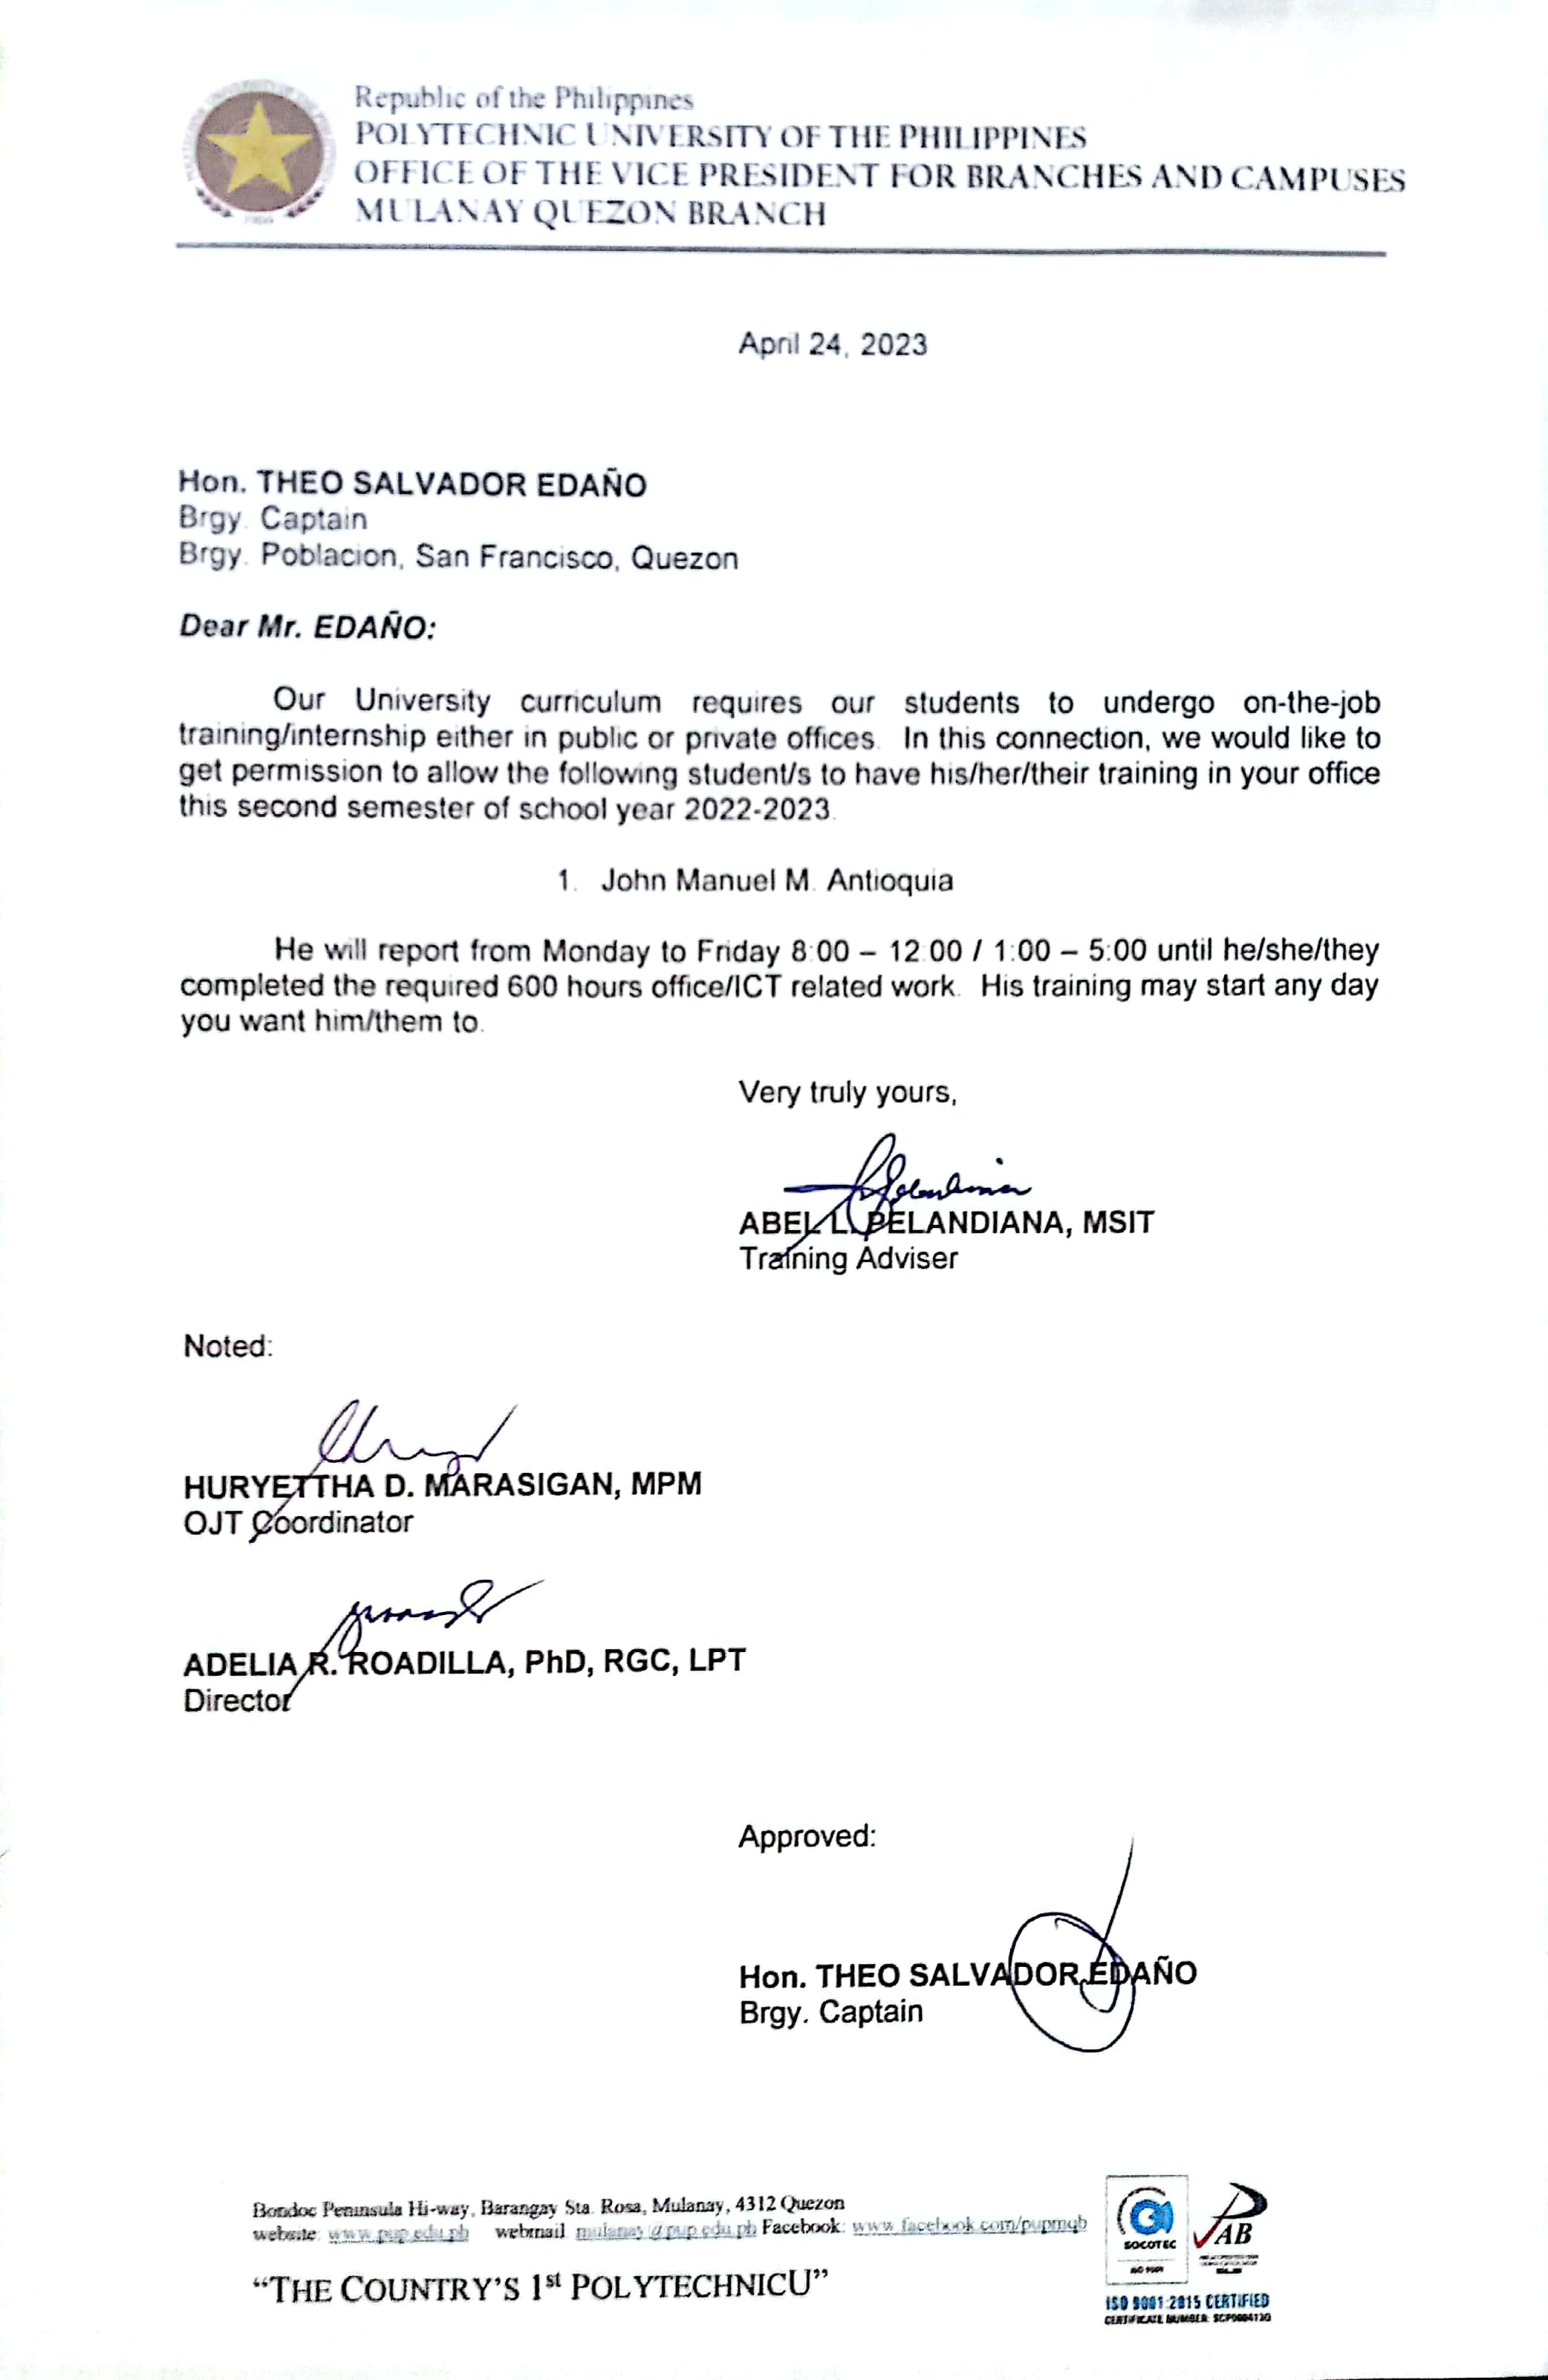 Republic of the Philippines
POLYTECHNIC UNIVERSITY OF THE PHILIPPINES
OFFICE OF THE VICE PRESIDENT FOR BRANCHES AND CAMPUSES
MULANAY QUEZON BRANCH
April 24, 2023
Hon. THEO SALVADOR EDAÑO
Brgy. Captain
Brgy. Poblacion, San Francisco, Quezon
Dear Mr. EDAÑO:
Our University curriculum requires our students to undergo on-the-job
training/internship either in public or private offices. In this connection, we would like to
get permission to allow the following student/s to have his/her/their training in your office
this second semester of school year 2022-2023.
1. John Manuel M. Antioquia
He will report from Monday to Friday 8:00 – 12:00 / 1:00 – 5:00 until he/she/they
completed the required 600 hours office/ICT related work. His training may start any day
you want him/them to.
Very truly yours,
ABEL L. PELANDIANA, MSIT
Training Adviser
Noted:
HURYETTHA D. MARASIGAN, MPM
OJT Coordinator
ADELIA R. ROADILLA, PhD, RGC, LPT
Director
Approved:
Hon. THEO SALVADOR EDAÑO
Brgy. Captain
Bondoc Peninsula Hi-way, Barangay Sta. Rosa, Mulanay, 4312 Quezon
website: www.pup.edu.ph webmail: mulanay@pup.edu.ph Facebook: www.facebook.com/pupmqb
"THE COUNTRY'S 1st POLYTECHNICU"
SOCOTEC
ISO 9001
PAB
ISO 9001:2015 CERTIFIED
CERTIFICATE NUMBER: SCP000413Q